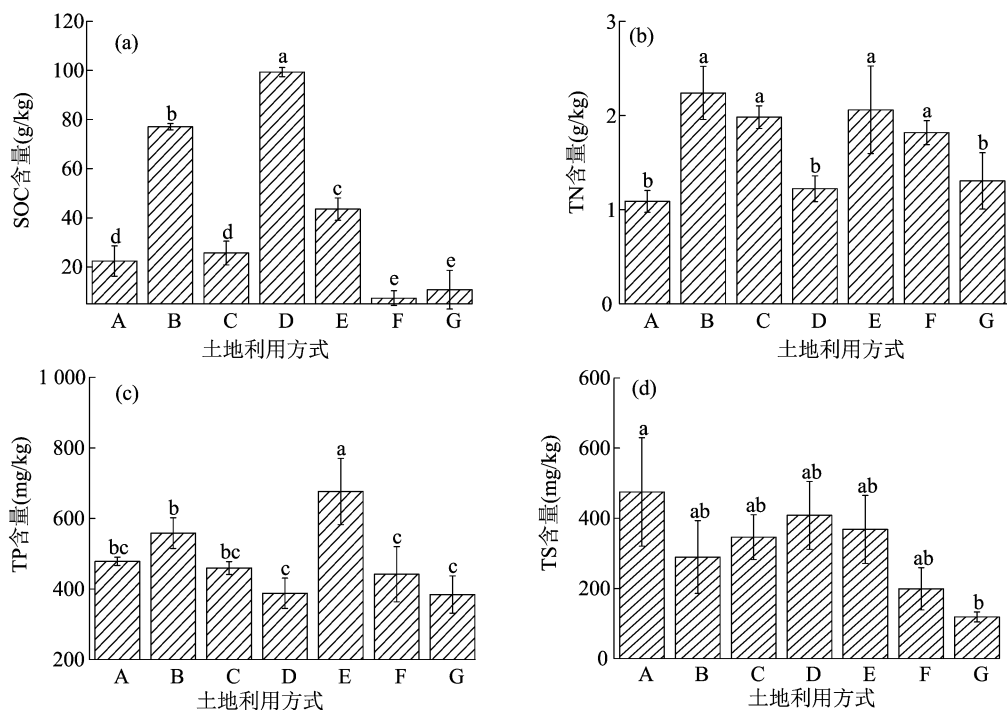 (a)
SOC含量(g/kg)
120
100
80
60
40
20
d
b
d
a
c
e
e
A B C D E F G
土地利用方式
(b)
TN含量(g/kg)
3
2
1
0
b
a
a
b
a
a
b
A B C D E F G
土地利用方式
(c)
TP含量(mg/kg)
1 000
800
600
400
200
bc
b
bc
c
a
c
c
A B C D E F G
土地利用方式
(d)
TS含量(mg/kg)
600
600
400
200
0
a
ab
ab
ab
ab
ab
b
A B C D E F G
土地利用方式